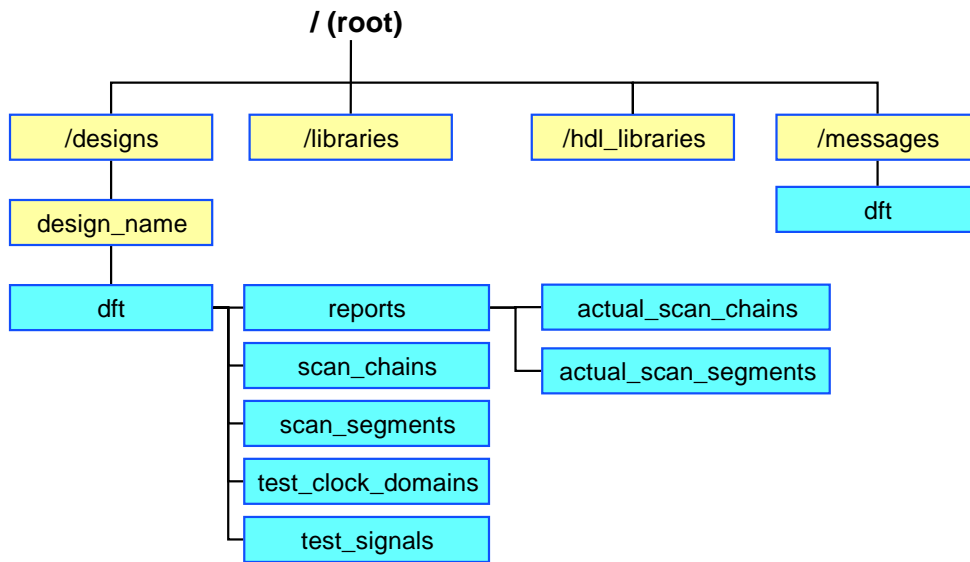 / (root)
/designs
/libraries
/hdl_libraries
/messages
design_name
dft
dft
reports
actual_scan_chains
scan_chains
actual_scan_segments
scan_segments
test_clock_domains
test_signals